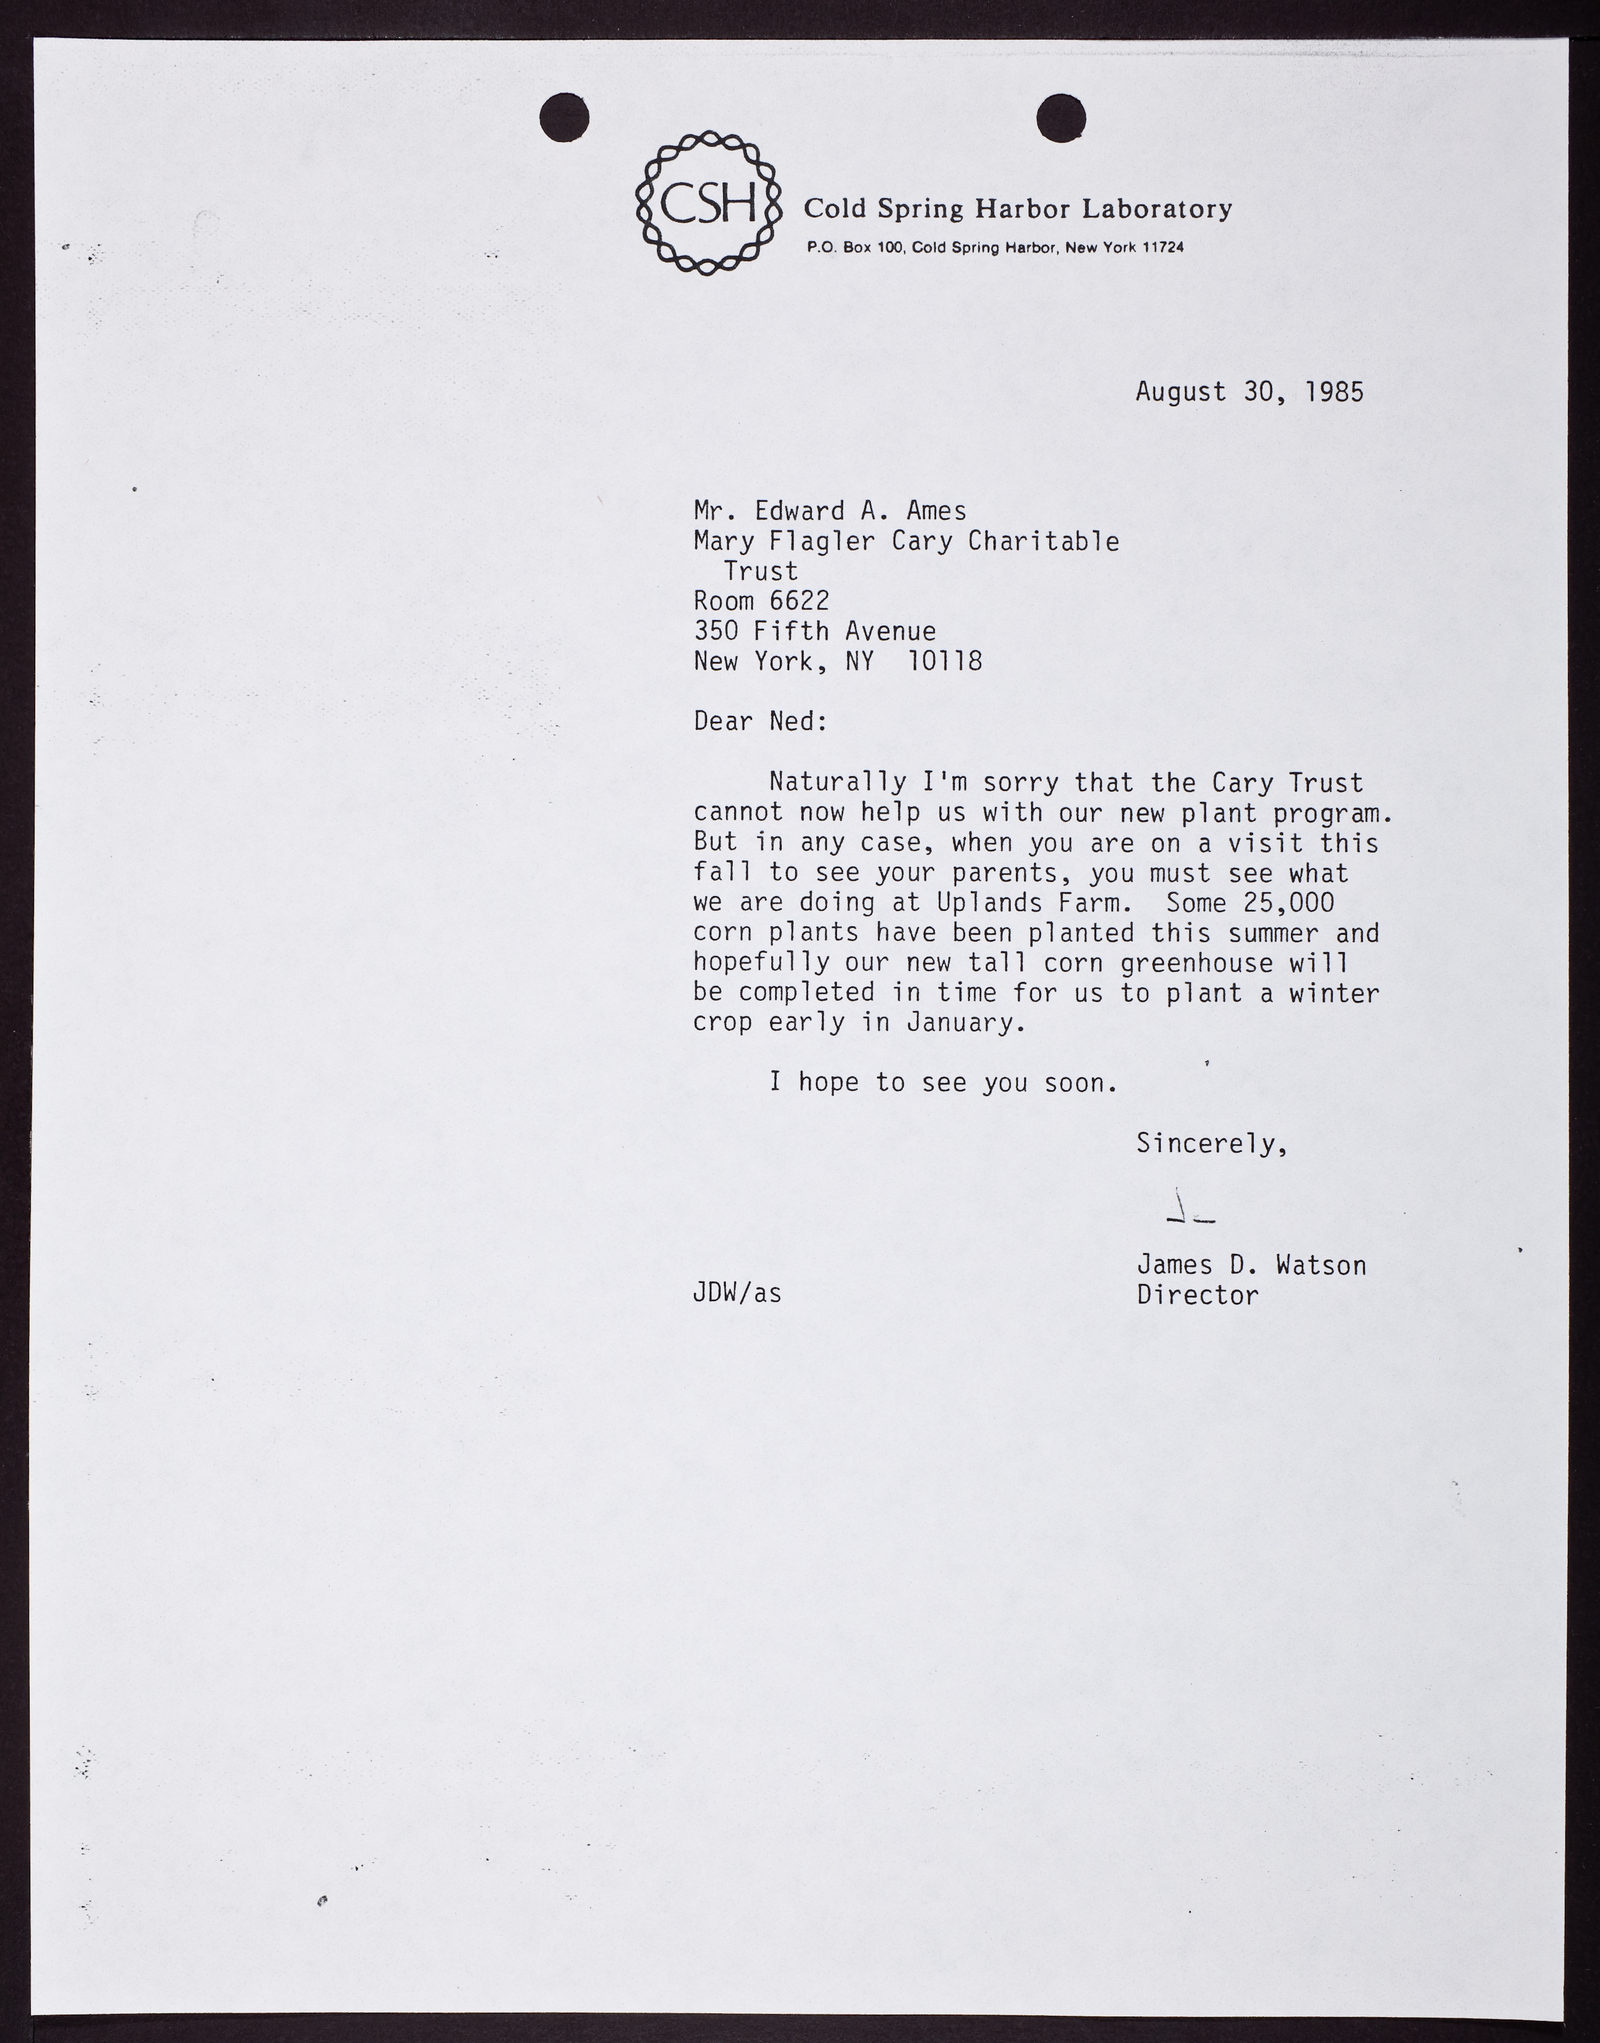 CSH
Cold Spring Harbor Laboratory
P.O. Box 100, Cold Spring Harbor, New York 11724
August 30, 1985
Mr. Edward A. Ames
Mary Flagler Cary Charitable
Trust
Room 6622
350 Fifth Avenue
New York, NY 10118
Dear Ned:
Naturally I'm sorry that the Cary Trust
cannot now help us with our new plant program.
But in any case, when you are on a visit this
fall to see your parents, you must see what
we are doing at Uplands Farm. Some 25,000
corn plants have been planted this summer and
hopefully our new tall corn greenhouse will
be completed in time for us to plant a winter
crop early in January.
I hope to see you soon.
Sincerely,
James D. Watson
JDW/as Director